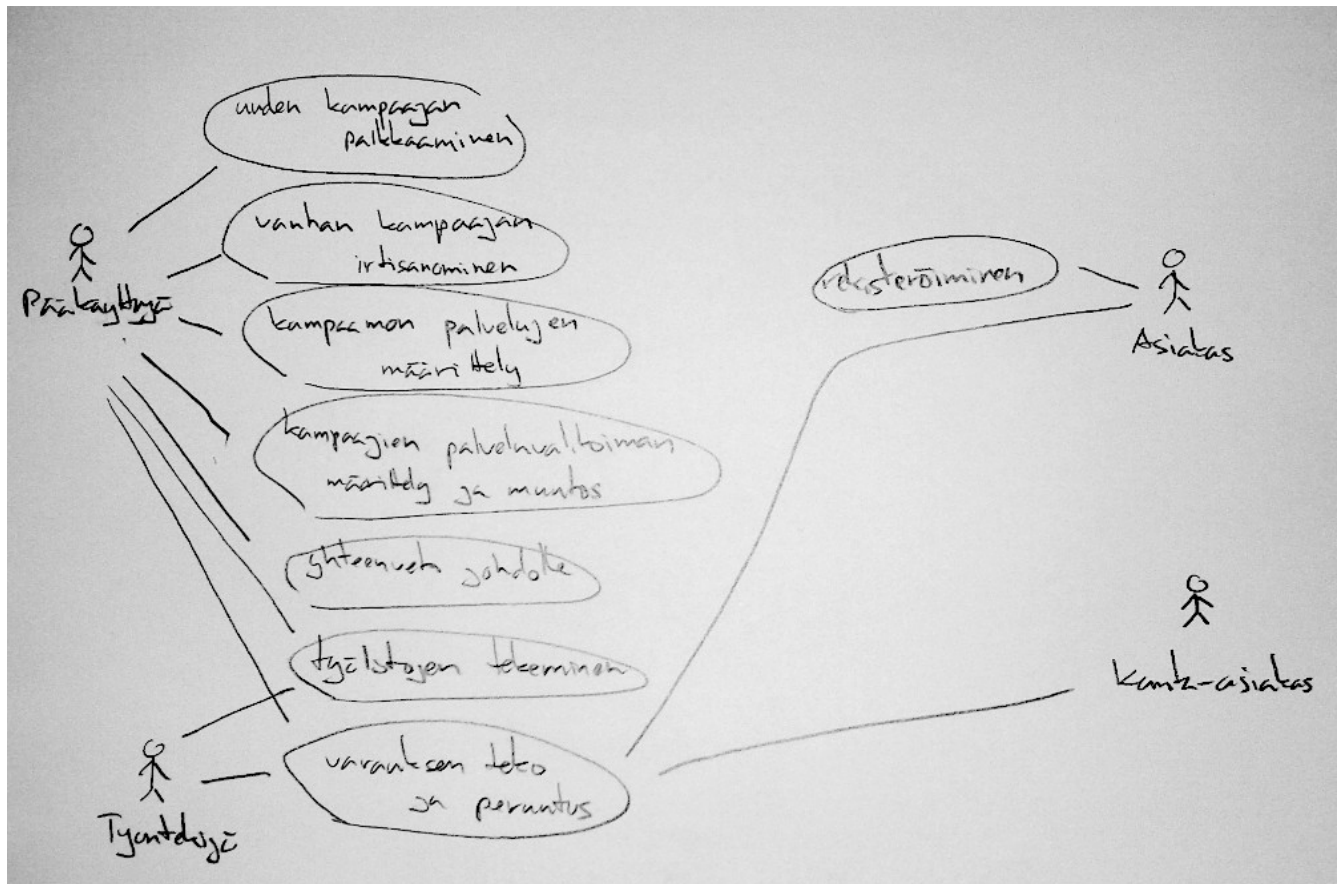 uuden kampaajan
palkkaaminen
vanhan kampaajan
irtisanominen
Pääkäyttäjä
kampaamon palvelujen
määrittely
rekisteröiminen
Asiakas
kampaajien palveluvalikoiman
määrittely ja muutos
yhteenveto johdolle
työlistojen tekeminen
Kanta-asiakas
varauksen teko
ja peruutus
Työntekijä